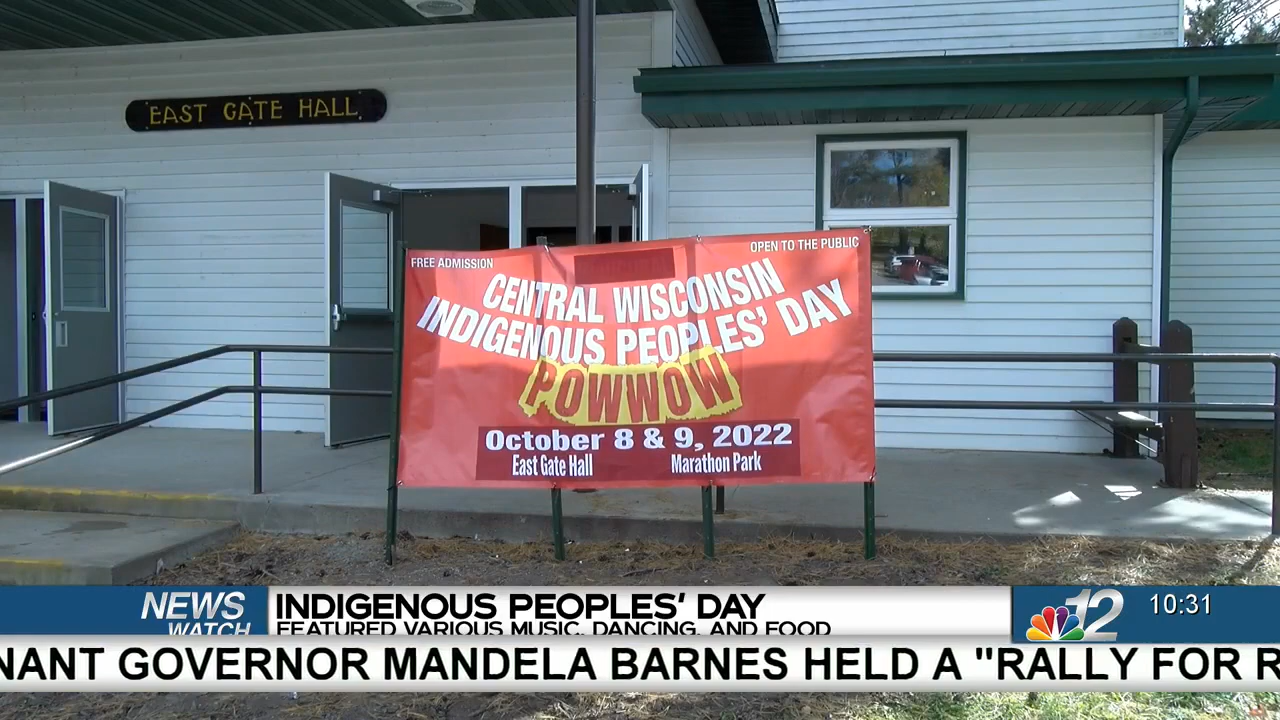 EAST GATE HALL
FREE ADMISSION
OPEN TO THE PUBLIC
CENTRAL WISCONSIN
INDIGENOUS PEOPLES' DAY
POWWOW
October 8 & 9, 2022
East Gate Hall Marathon Park
NEWS WATCH
INDIGENOUS PEOPLES' DAY
FEATURED VARIOUS MUSIC, DANCING, AND FOOD
12
10:31
NANT GOVERNOR MANDELA BARNES HELD A "RALLY FOR R